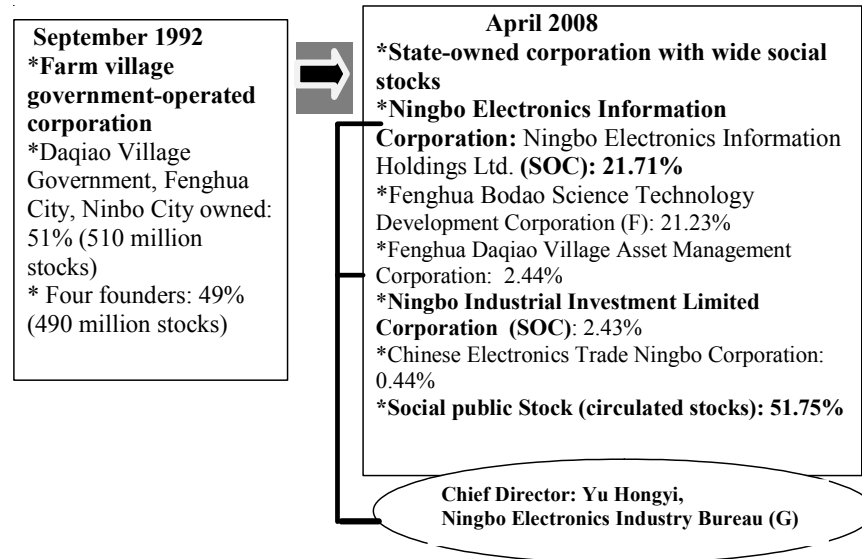 September 1992
*Farm village
government-operated
corporation
*Daqiao Village
Government, Fenghua
City, Ninbo City owned:
51% (510 million
stocks)
* Four founders: 49%
(490 million stocks)
April 2008
*State-owned corporation with wide social
stocks
*Ningbo Electronics Information
Corporation: Ningbo Electronics Information
Holdings Ltd. (SOC): 21.71%
*Fenghua Bodao Science Technology
Development Corporation (F): 21.23%
*Fenghua Daqiao Village Asset Management
Corporation: 2.44%
*Ningbo Industrial Investment Limited
Corporation (SOC): 2.43%
*Chinese Electronics Trade Ningbo Corporation:
0.44%
*Social public Stock (circulated stocks): 51.75%
Chief Director: Yu Hongyi,
Ningbo Electronics Industry Bureau (G)